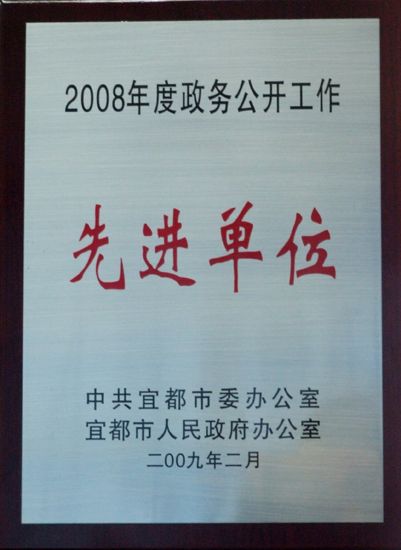 2008年度政务公开工作
先进单位
中共宜都市委办公室
宜都市人民政府办公室
二00九年二月